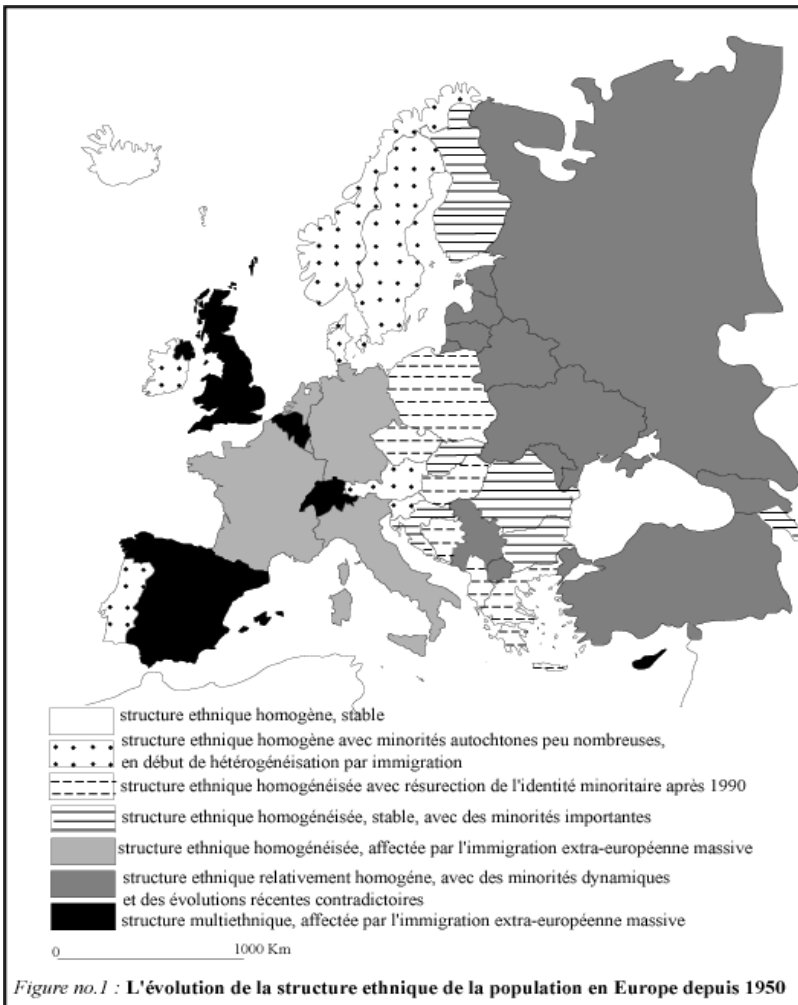 structure ethnique homogène, stable
structure ethnique homogène avec minorités autochtones peu nombreuses,
en début de hétérogénéisation par immigration
structure ethnique homogénéisée avec résurection de l'identité minoritaire après 1990
structure ethnique homogénéisée, stable, avec des minorités importantes
structure ethnique homogénéisée, affectée par l'immigration extra-européenne massive
structure ethnique relativement homogène, avec des minorités dynamiques
et des évolutions récentes contradictoires
structure multiethnique, affectée par l'immigration extra-européenne massive
0 1000 Km
Figure no.1 : L'évolution de la structure ethnique de la population en Europe depuis 1950